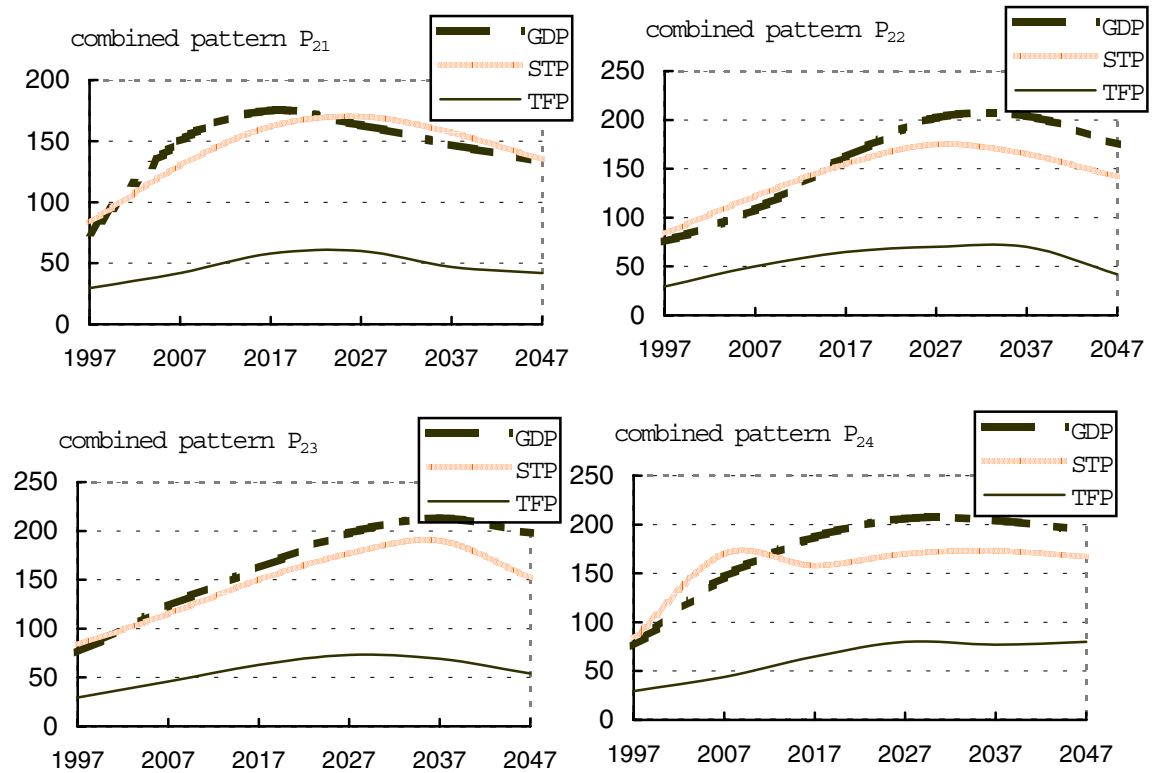 combined pattern P21
GDP
STP
TFP
200
150
100
50
0
1997 2007 2017 2027 2037 2047
combined pattern P22
GDP
STP
TFP
250
200
150
100
50
0
1997 2007 2017 2027 2037 2047
combined pattern P23
GDP
STP
TFP
250
200
150
100
50
0
1997 2007 2017 2027 2037 2047
combined pattern P24
GDP
STP
TFP
250
200
150
100
50
0
1997 2007 2017 2027 2037 2047